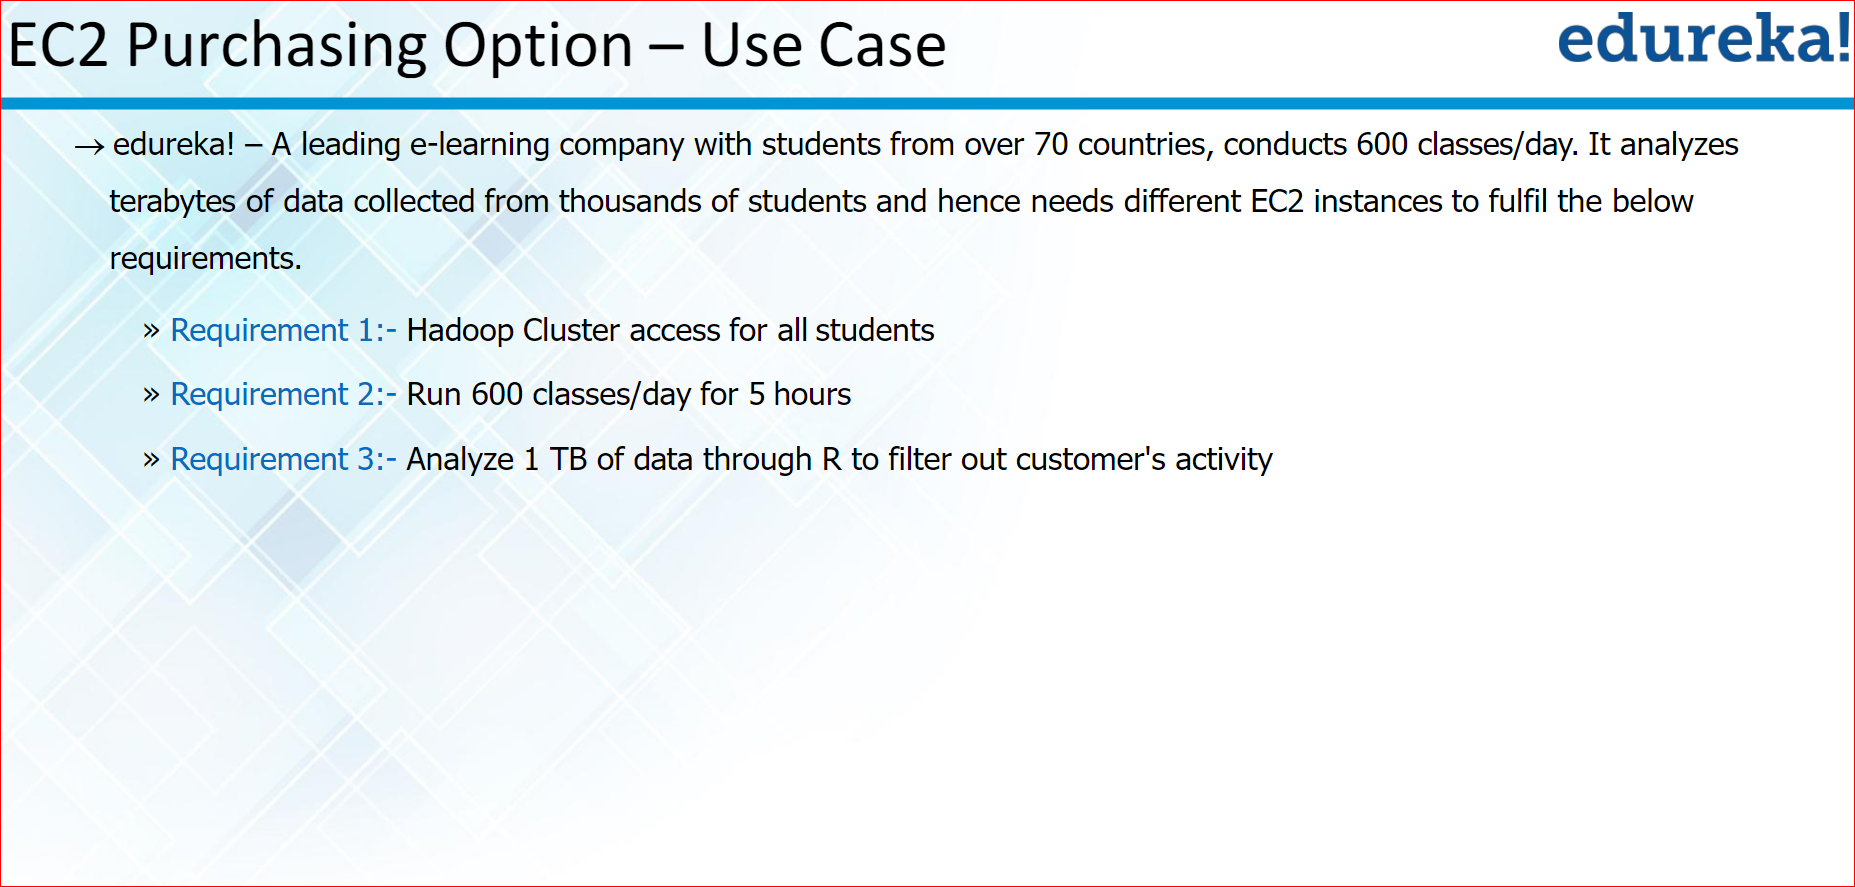 EC2 Purchasing Option – Use Case
edureka!
→ edureka! – A leading e-learning company with students from over 70 countries, conducts 600 classes/day. It analyzes
terabytes of data collected from thousands of students and hence needs different EC2 instances to fulfil the below
requirements.
» Requirement 1:- Hadoop Cluster access for all students
» Requirement 2:- Run 600 classes/day for 5 hours
» Requirement 3:- Analyze 1 TB of data through R to filter out customer's activity